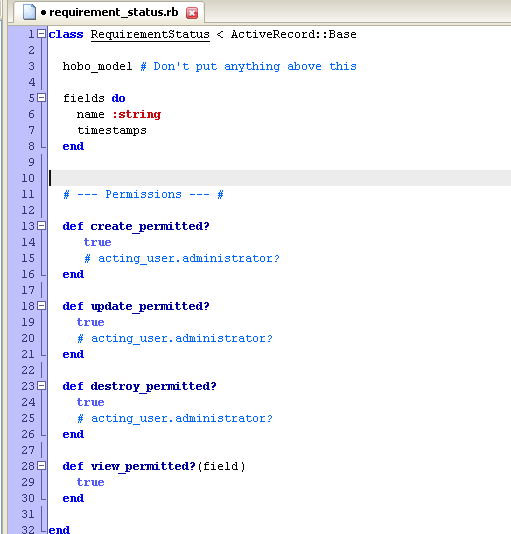 • requirement_status.rb
1 class RequirementStatus < ActiveRecord::Base
2
3 hobo_model # Don't put anything above this
4
5 fields do
6 name :string
7 timestamps
8 end
9
10
11 # --- Permissions --- #
12
13 def create_permitted?
14 true
15 # acting_user.administrator?
16 end
17
18 def update_permitted?
19 true
20 # acting_user.administrator?
21 end
22
23 def destroy_permitted?
24 true
25 # acting_user.administrator?
26 end
27
28 def view_permitted?(field)
29 true
30 end
31
32 end